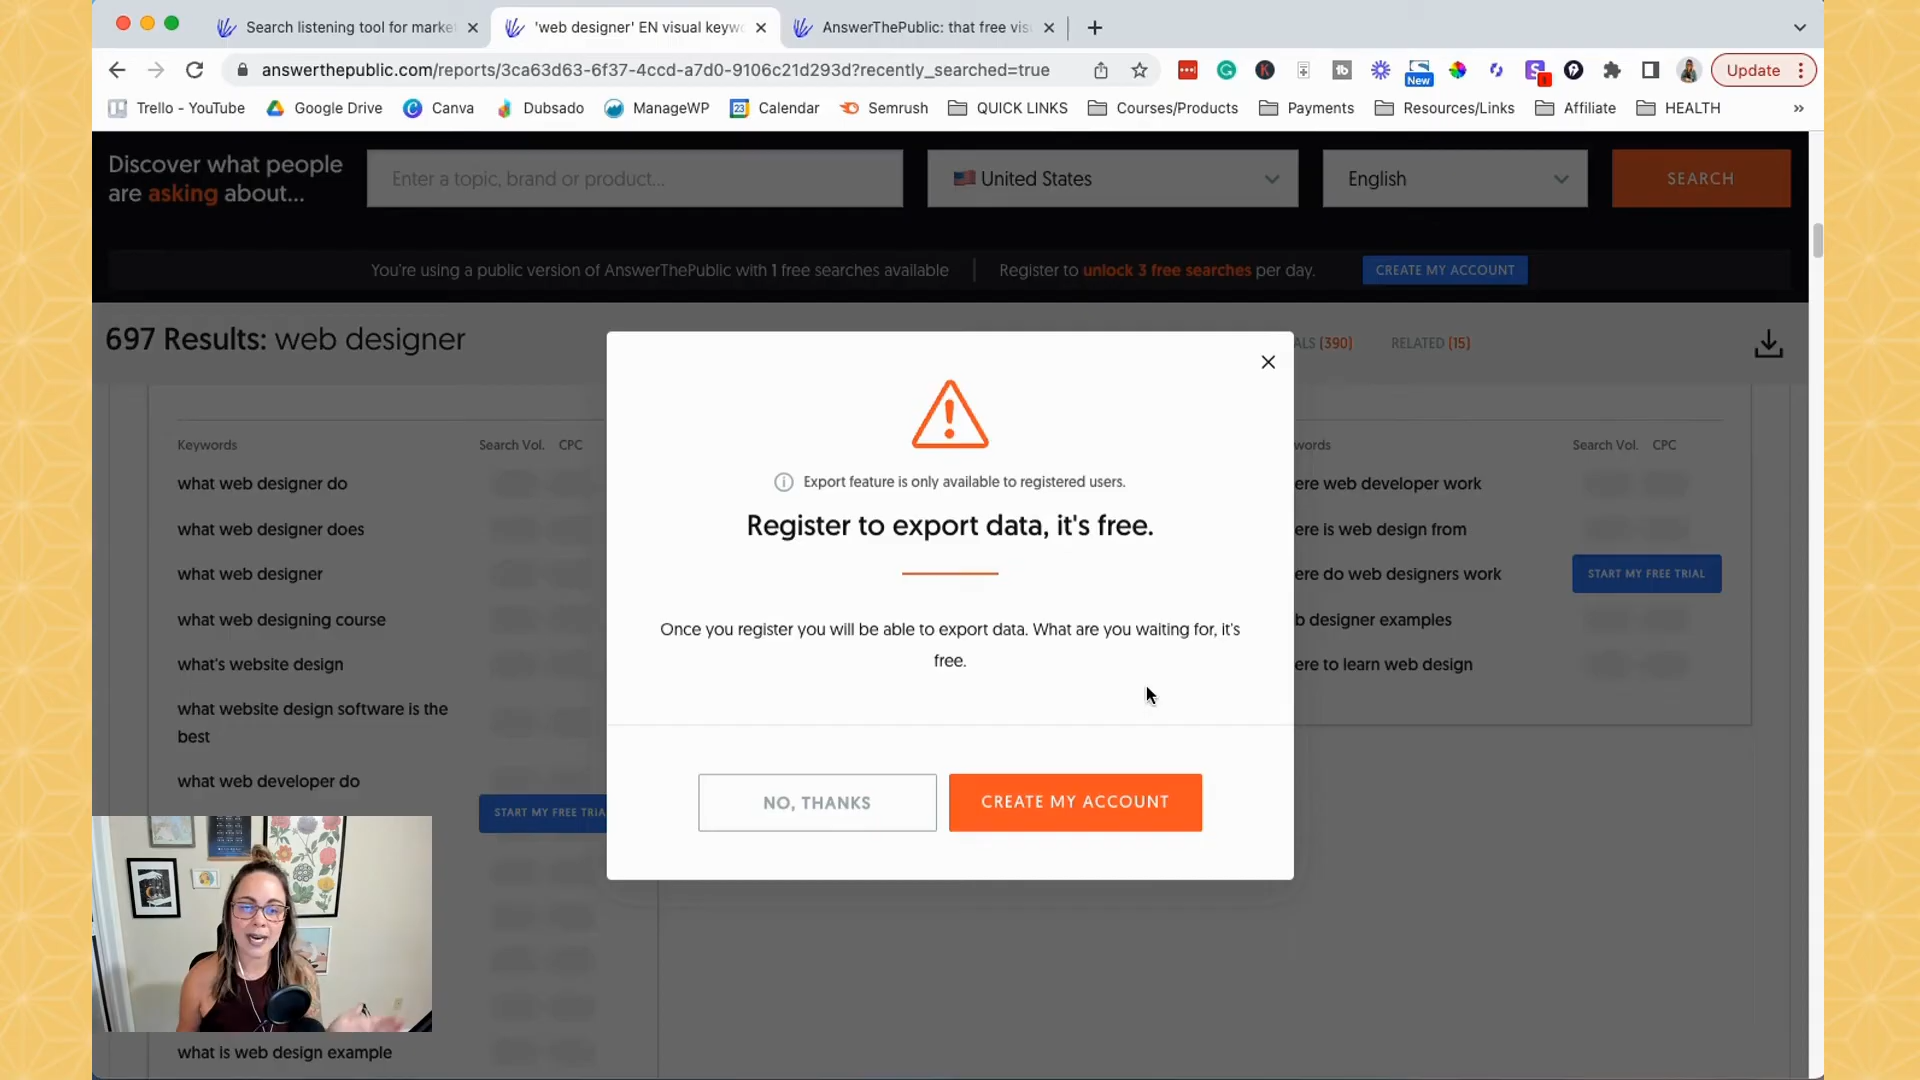 Search listening tool for market
'web designer' EN visual keywo
AnswerThePublic: that free vis
answerthepublic.com/reports/3ca63d63-6f37-4ccd-a7d0-9106c21d293d?recently_searched=true
New
Update
Trello - YouTube
Google Drive
Canva
Dubsado
ManageWP
Calendar
Semrush
QUICK LINKS
Courses/Products
Payments
Resources/Links
Affiliate
HEALTH
»
Discover what people
are asking about...
Enter a topic, brand or product...
United States
English
SEARCH
You're using a public version of AnswerThePublic with 1 free searches available
Register to unlock 3 free searches per day.
CREATE MY ACCOUNT
697 Results: web designer
ALS (390)
RELATED (15)
Keywords
Search Vol.
CPC
what web designer do
what web designer does
what web designer
what web designing course
what's website design
what website design software is the
best
what web developer do
START MY FREE TRIA
what is web design example
Export feature is only available to registered users.
Register to export data, it's free.
Once you register you will be able to export data. What are you waiting for, it's
free.
NO, THANKS
CREATE MY ACCOUNT
words
Search Vol.
CPC
ere web developer work
ere is web design from
ere do web designers work
START MY FREE TRIAL
b designer examples
ere to learn web design